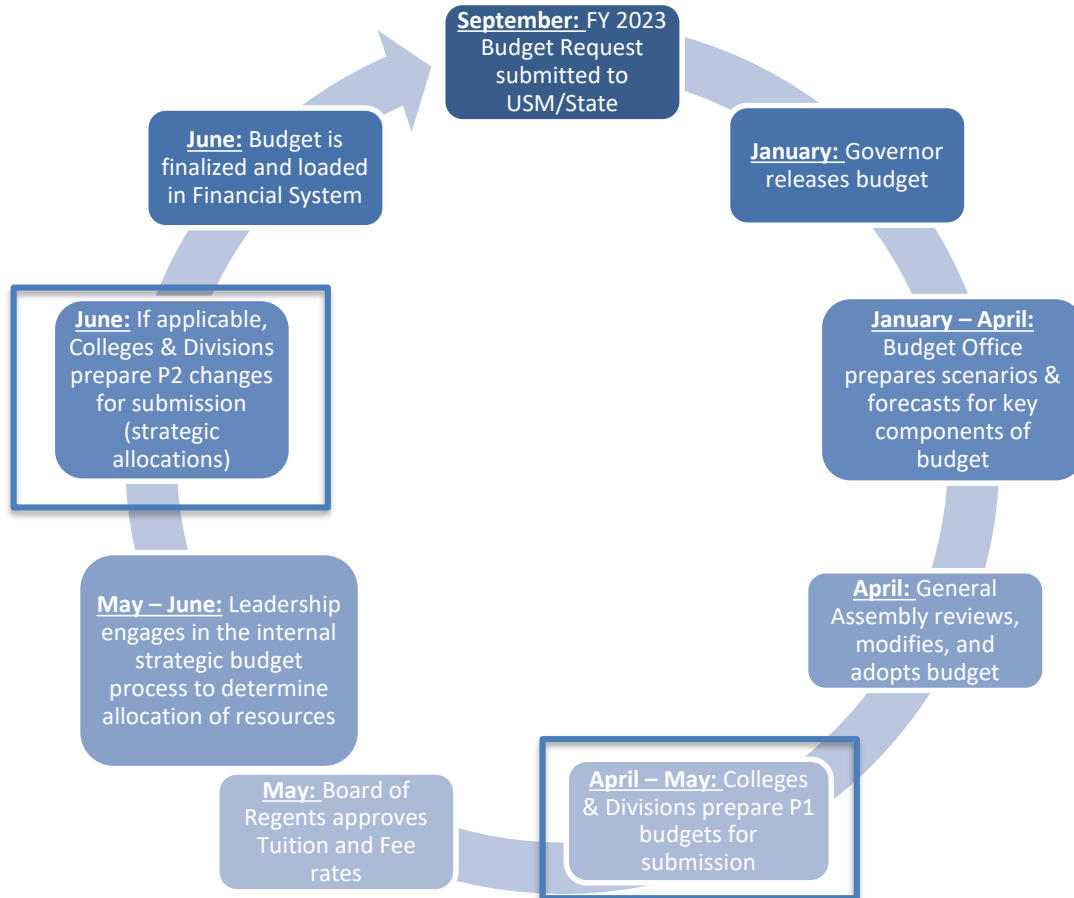 September: FY 2023
Budget Request
submitted to
USM/State
January: Governor
releases budget
January – April:
Budget Office
prepares scenarios &
forecasts for key
components of
budget
April: General
Assembly reviews,
modifies, and
adopts budget
April – May: Colleges
& Divisions prepare P1
budgets for
submission
May: Board of
Regents approves
Tuition and Fee
rates
May – June: Leadership
engages in the internal
strategic budget
process to determine
allocation of resources
June: If applicable,
Colleges & Divisions
prepare P2 changes
for submission
(strategic
allocations)
June: Budget is
finalized and loaded
in Financial System